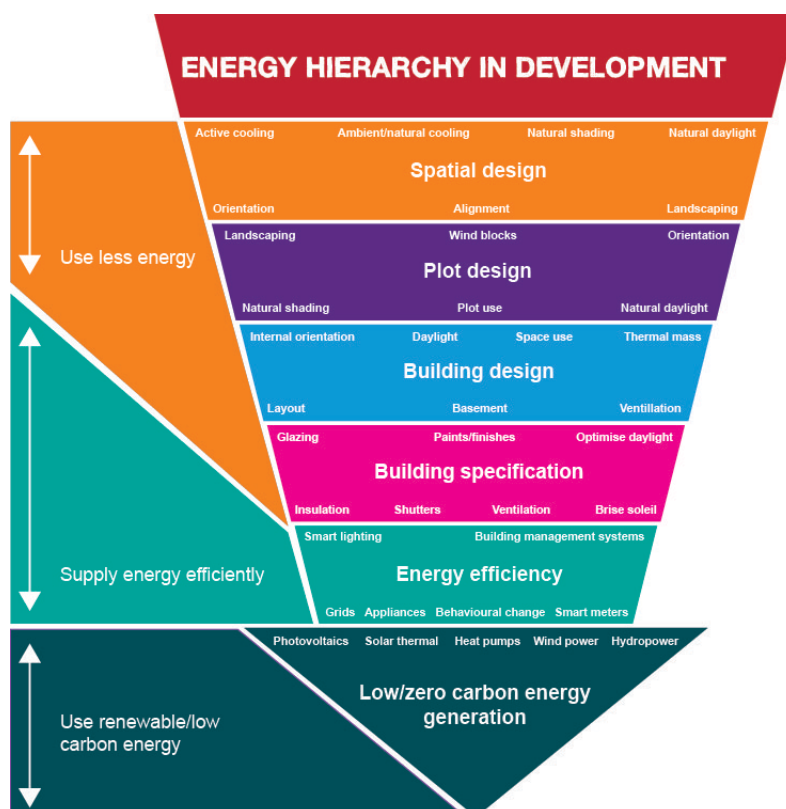 ENERGY HIERARCHY IN DEVELOPMENT
Active cooling Ambient/natural cooling Natural shading Natural daylight
Spatial design
Orientation Alignment Landscaping
Use less energy
Landscaping Wind blocks Orientation
Plot design
Natural shading Plot use Natural daylight
Internal orientation Daylight Space use Thermal mass
Building design
Layout Basement Ventillation
Glazing Paints/finishes Optimise daylight
Building specification
Insulation Shutters Ventilation Brise soleil
Supply energy efficiently
Smart lighting Building management systems
Energy efficiency
Grids Appliances Behavioural change Smart meters
Use renewable/low
carbon energy
Photovoltaics Solar thermal Heat pumps Wind power Hydropower
Low/zero carbon energy
generation